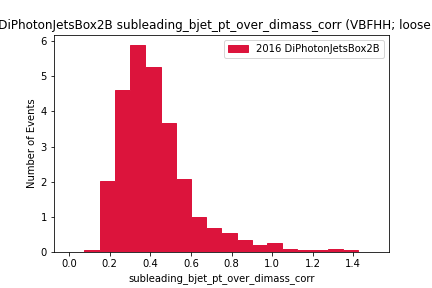 DiPhotonJetsBox2B subleading_bjet_pt_over_dimass_corr (VBFHH; loose
2016 DiPhotonJetsBox2B
Number of Events
6
5
4
3
2
1
0
0.0 0.2 0.4 0.6 0.8 1.0 1.2 1.4
subleading_bjet_pt_over_dimass_corr